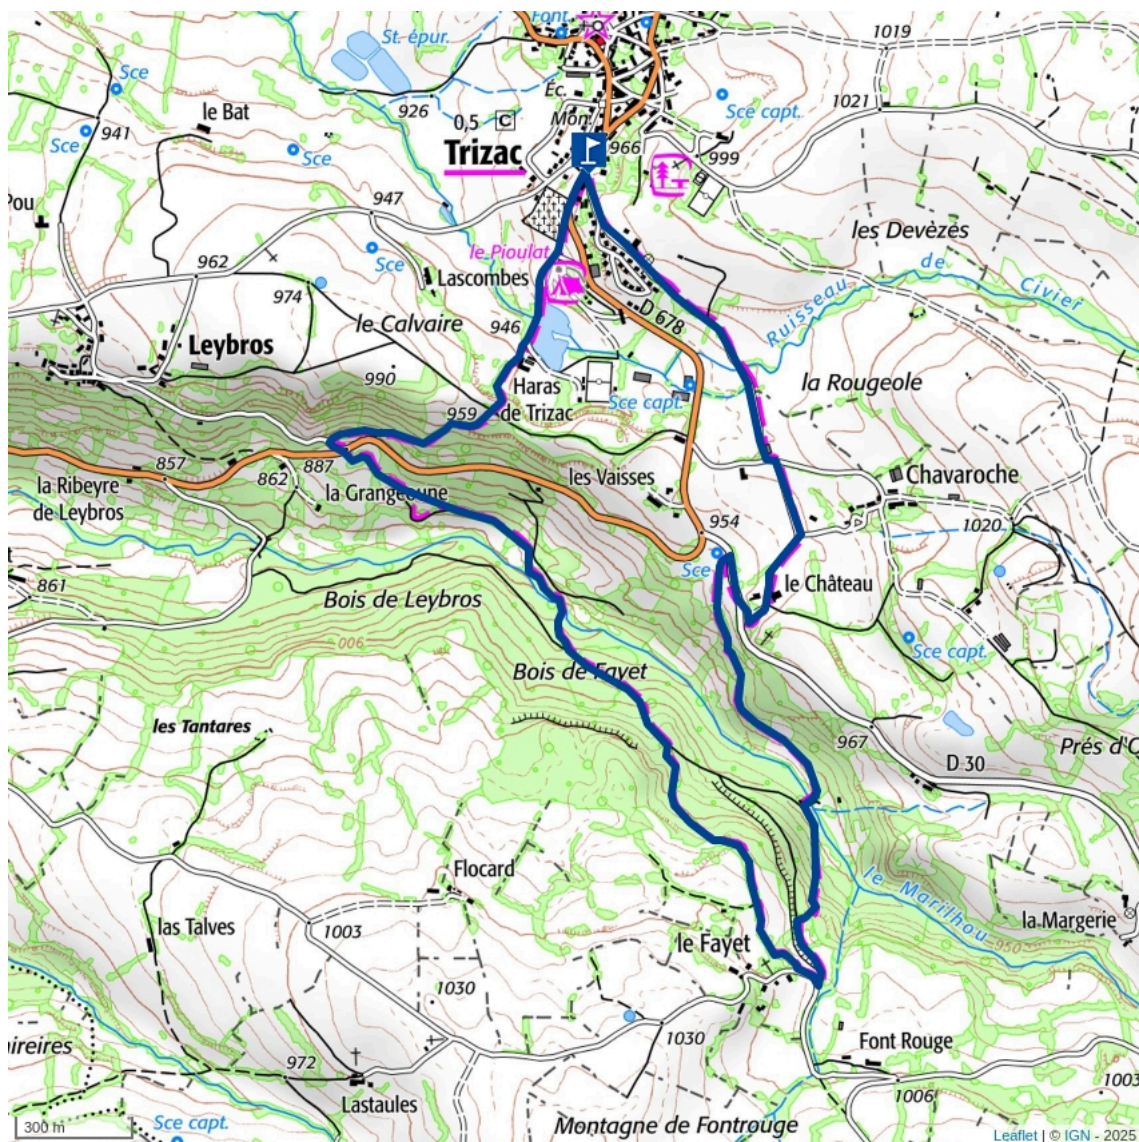 Font.
St. épur.
1019
Sce
Éc.
le Bat
926
Sce capt.
1021
941
0,5 C
Mon.
Sce
Sce
Trizac
966
999
Pou
947
les Devèzes
le Pioulat
Sce
de
962
Lascombes
Civier
974
Ruisseau
D 678
le Calvaire
946
Leybros
990
Haras
de Trizac
la Rougeole
Sce capt.
959
857
887
862
les Vaisses
Chavaroche
la Ribeyre
de Leybros
la Grangeoune
954
1020
Sce
861
le Château
Bois de Leybros
900
Sce capt.
Bois de Fayet
les Tantares
967
D 30
Prés d'O
Flocard
le Marilhou
la Margerie
las Talves
1003
950
le Fayet
1030
1030
Font Rouge
ireires
972
1003
1006
Lastaules
Sce capt.
300 m
Montagne de Fontrouge
Leaflet | © IGN - 2025